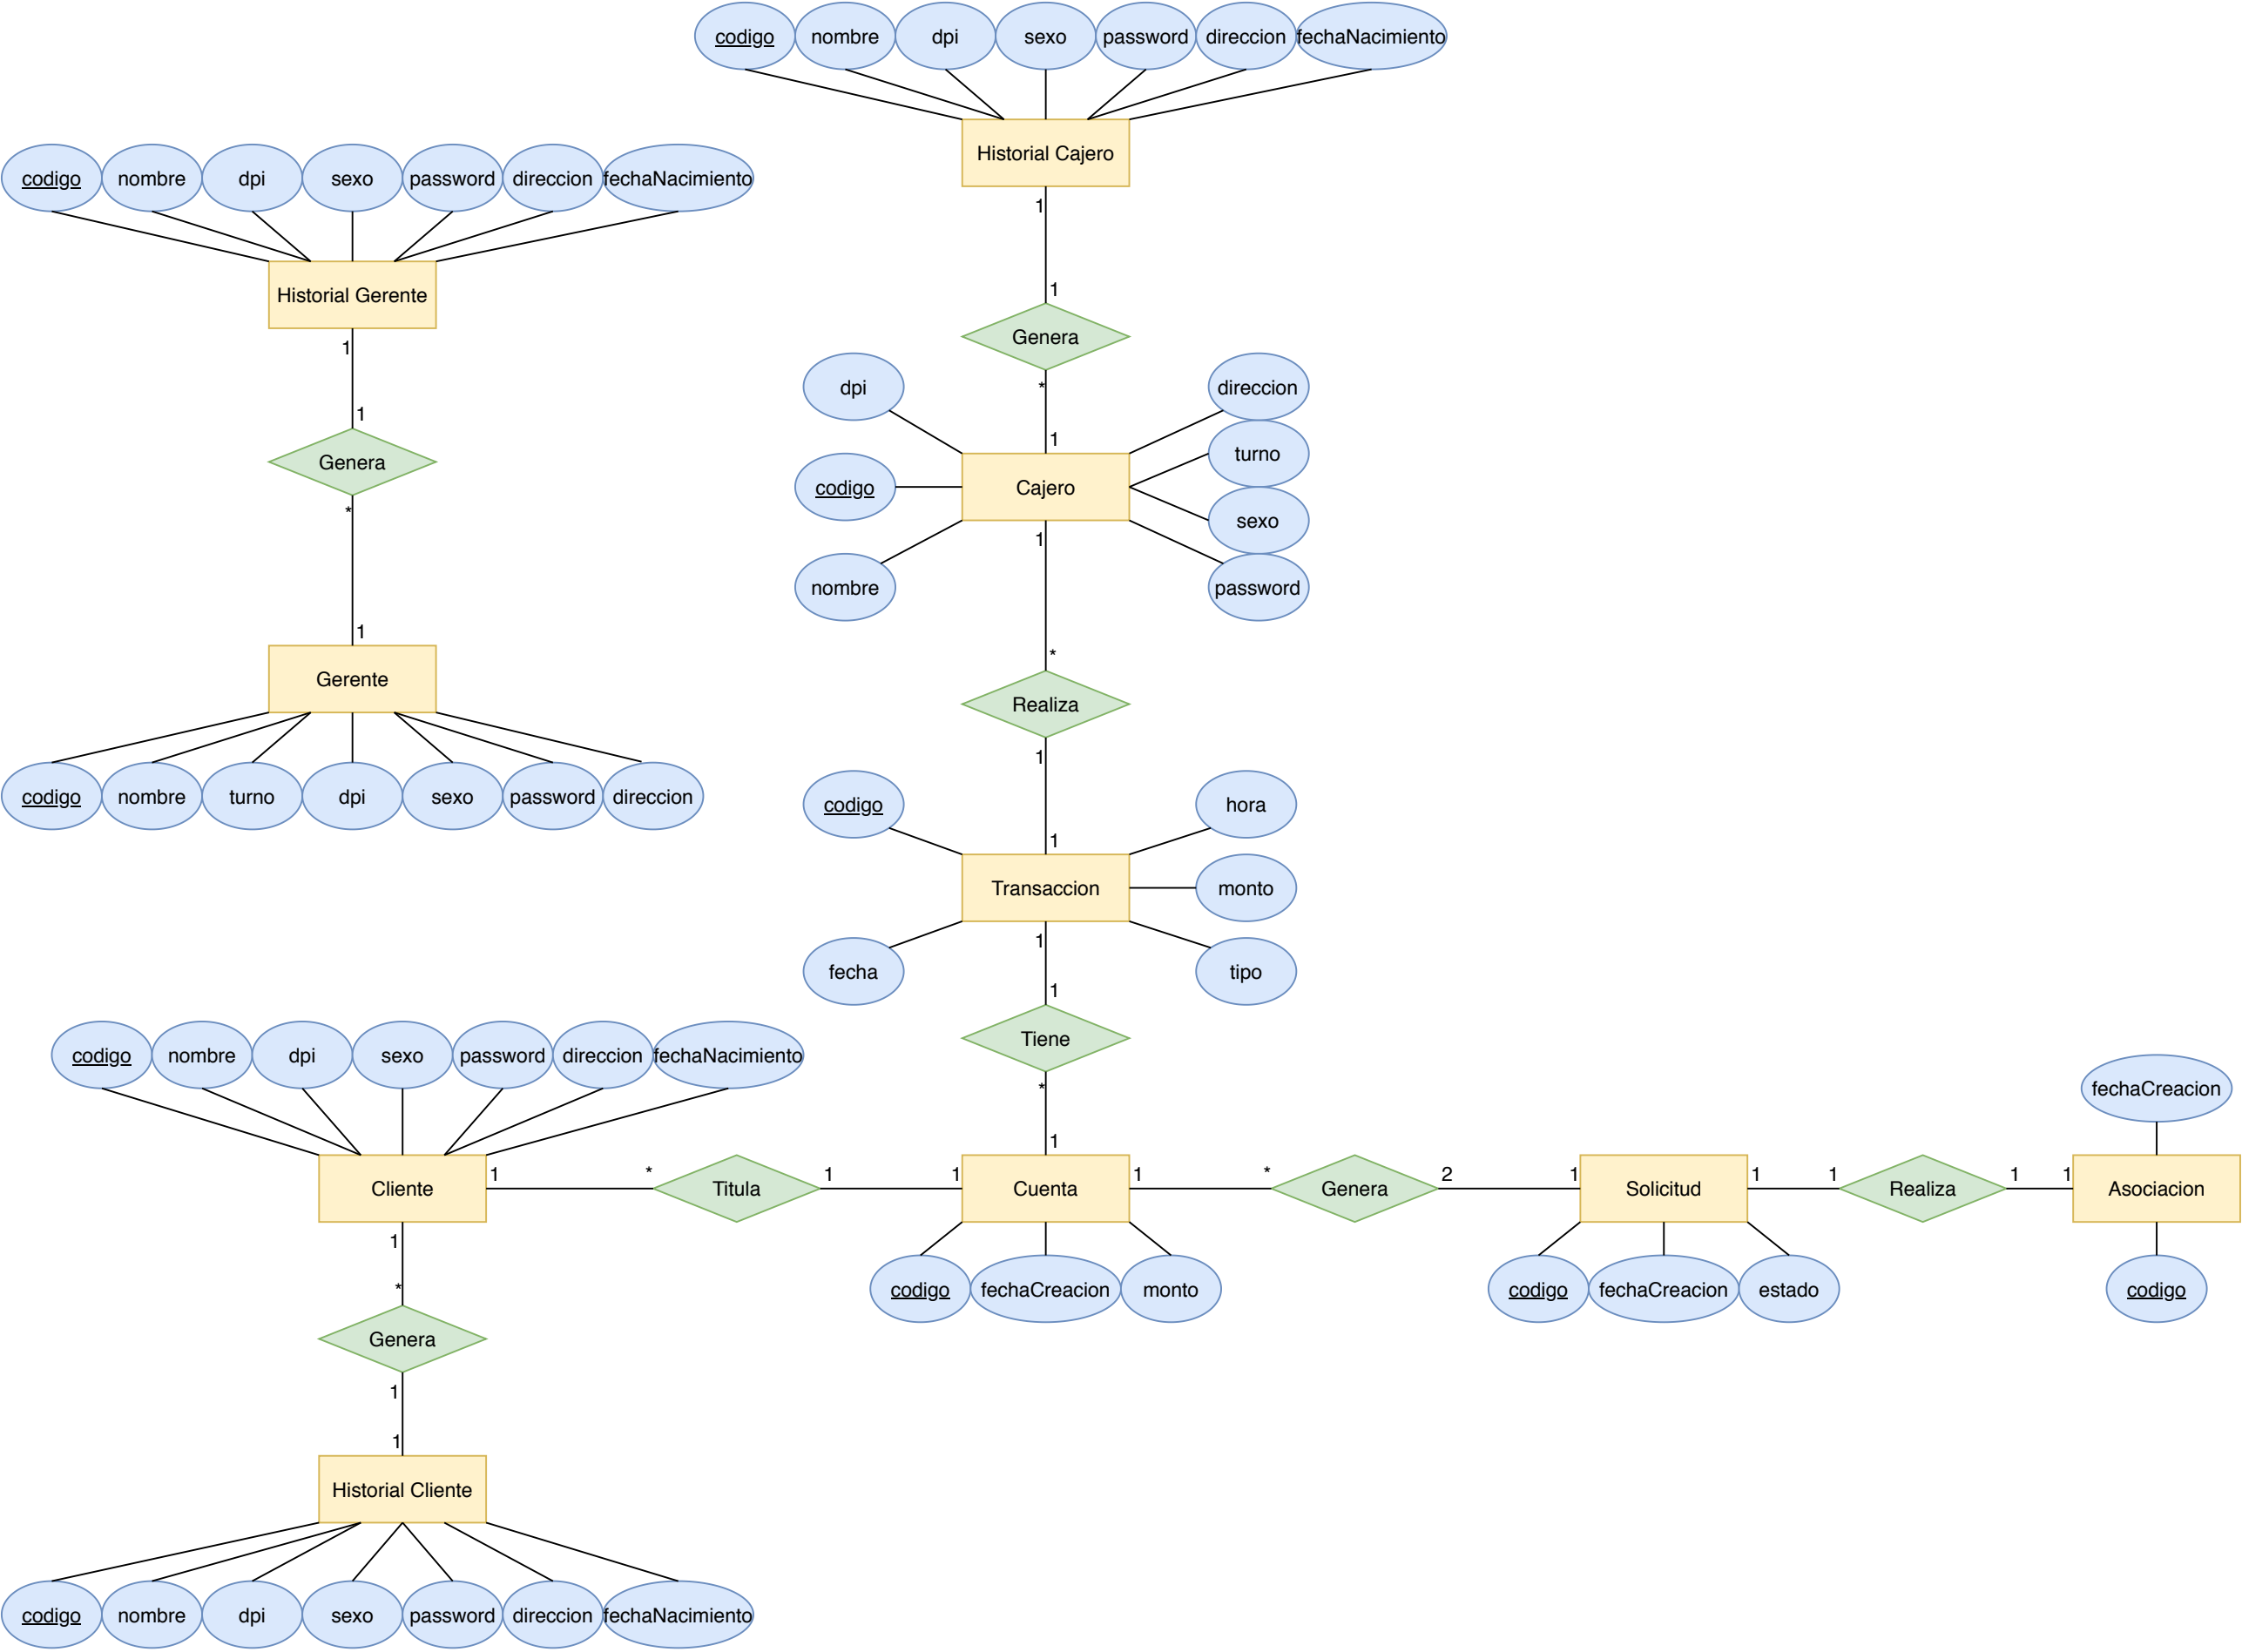 codigo
nombre
dpi
sexo
password
direccion
fechaNacimiento
Historial Cajero
1
1
Genera
*
1
codigo
nombre
dpi
sexo
password
direccion
fechaNacimiento
Historial Gerente
1
1
Genera
*
1
Gerente
codigo
nombre
turno
dpi
sexo
password
direccion
dpi
codigo
nombre
Cajero
direccion
turno
sexo
password
1
*
Realiza
1
1
codigo
fecha
Transaccion
hora
monto
tipo
1
1
Tiene
*
1
codigo
nombre
dpi
sexo
password
direccion
fechaNacimiento
Cliente
1
*
Titula
1
1
Cuenta
1
*
Genera
2
1
Solicitud
1
1
Realiza
1
1
Asociacion
fechaCreacion
codigo
codigo
fechaCreacion
monto
codigo
fechaCreacion
estado
1
*
Genera
1
1
Historial Cliente
codigo
nombre
dpi
sexo
password
direccion
fechaNacimiento